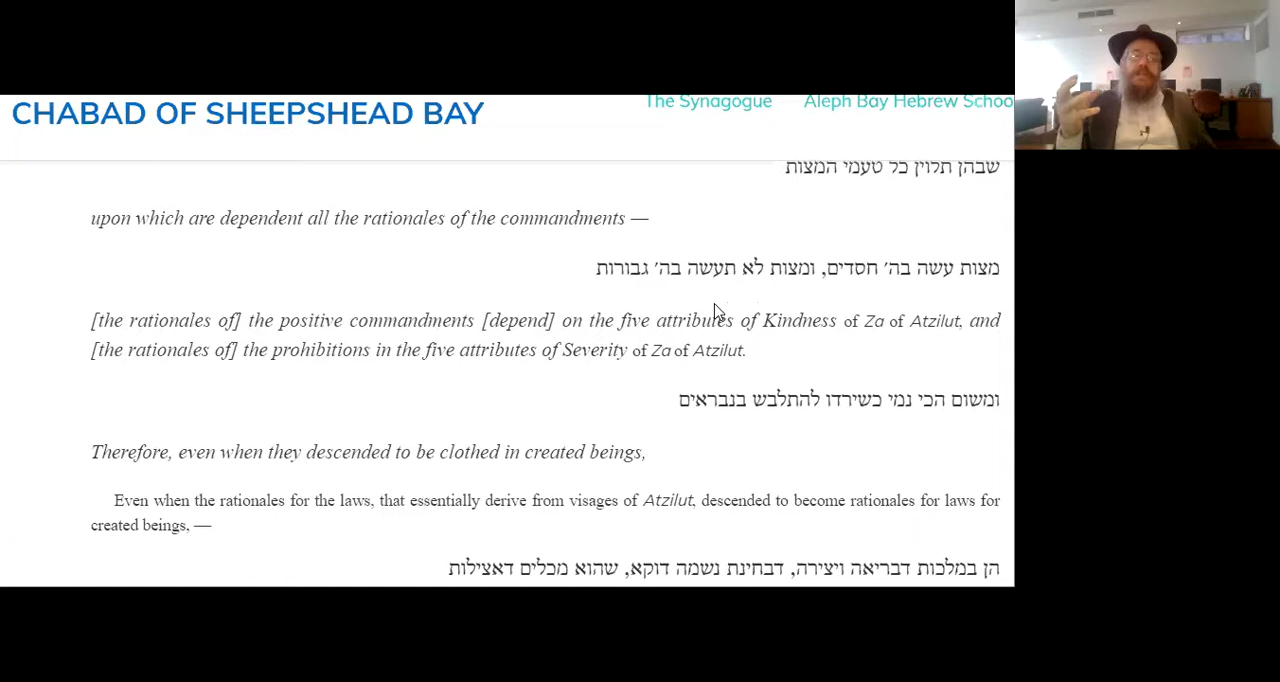 The Synagogue Aleph Bay Hebrew Schoo
CHABAD OF SHEEPSHEAD BAY
שבהן תלוין כל טעמי המצות
upon which are dependent all the rationales of the commandments —
מצות עשה בה׳ חסדים, ומצות לא תעשה בה׳ גבורות
[the rationales of] the positive commandments [depend] on the five attributes of Kindness of Za of Atzilut, and
[the rationales of] the prohibitions in the five attributes of Severity of Za of Atzilut.
ומשום הכי נמי כשירדו להתלבש בנבראים
Therefore, even when they descended to be clothed in created beings,
Even when the rationales for the laws, that essentially derive from visages of Atzilut, descended to become rationales for laws for
created beings, —
הן במלכות דבריאה ויצירה, דבחינת נשמה דוקא, שהוא מכלים דאצילות